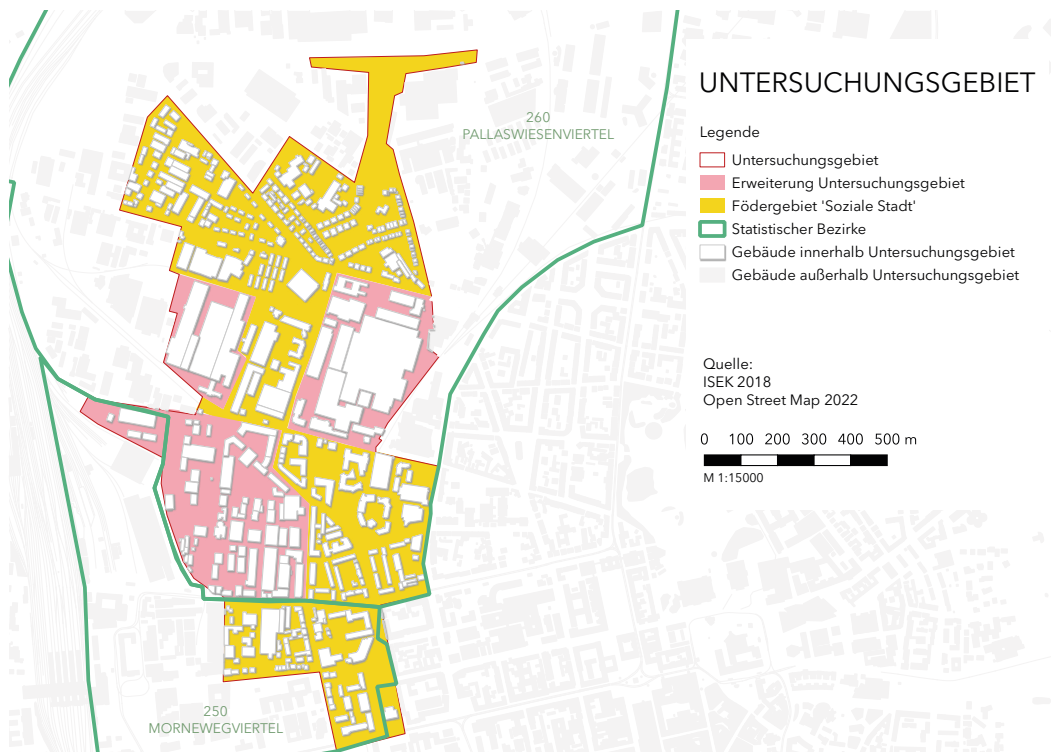 UNTERSUCHUNGSGEBIET
Legende
Untersuchungsgebiet
Erweiterung Untersuchungsgebiet
Födergebiet 'Soziale Stadt'
Statistischer Bezirke
Gebäude innerhalb Untersuchungsgebiet
Gebäude außerhalb Untersuchungsgebiet
Quelle:
ISEK 2018
Open Street Map 2022
0 100 200 300 400 500 m
M 1:15000
260
PALLASWIESENVIERTEL
250
MORNEWEGVIERTEL